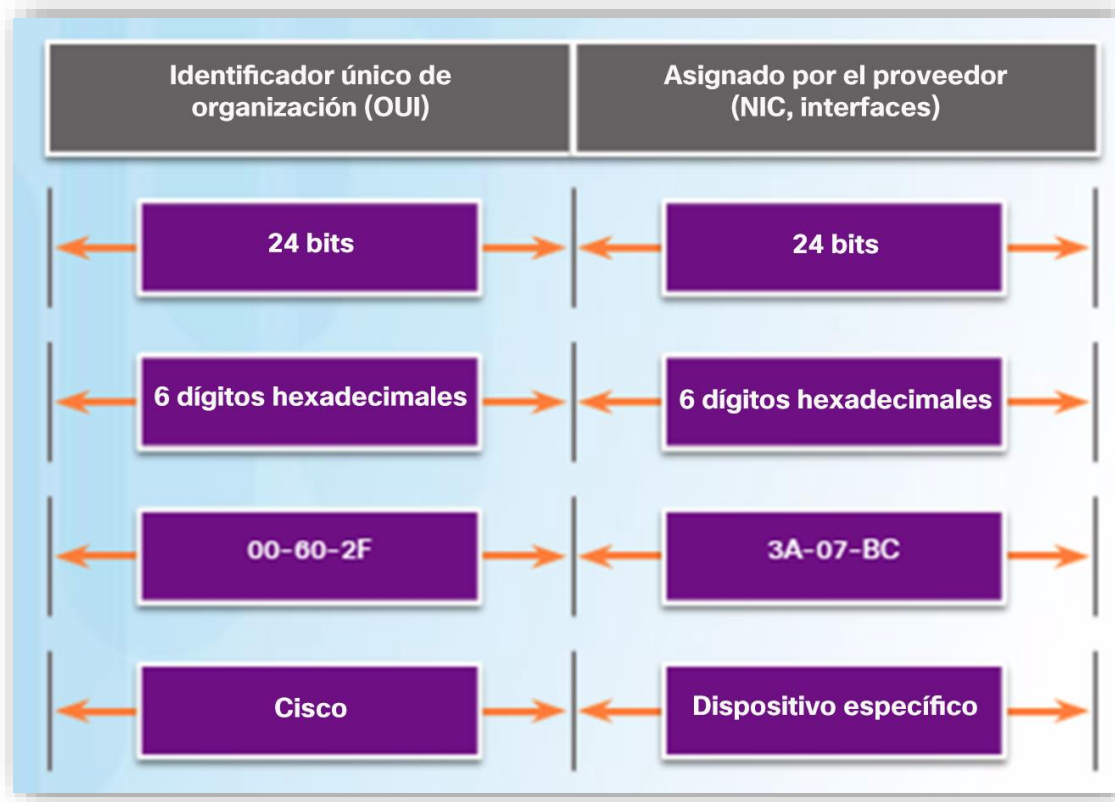 Identificador único de
organización (OUI)
Asignado por el proveedor
(NIC, interfaces)
24 bits
24 bits
6 dígitos hexadecimales
6 dígitos hexadecimales
00-60-2F
3A-07-BC
Cisco
Dispositivo específico